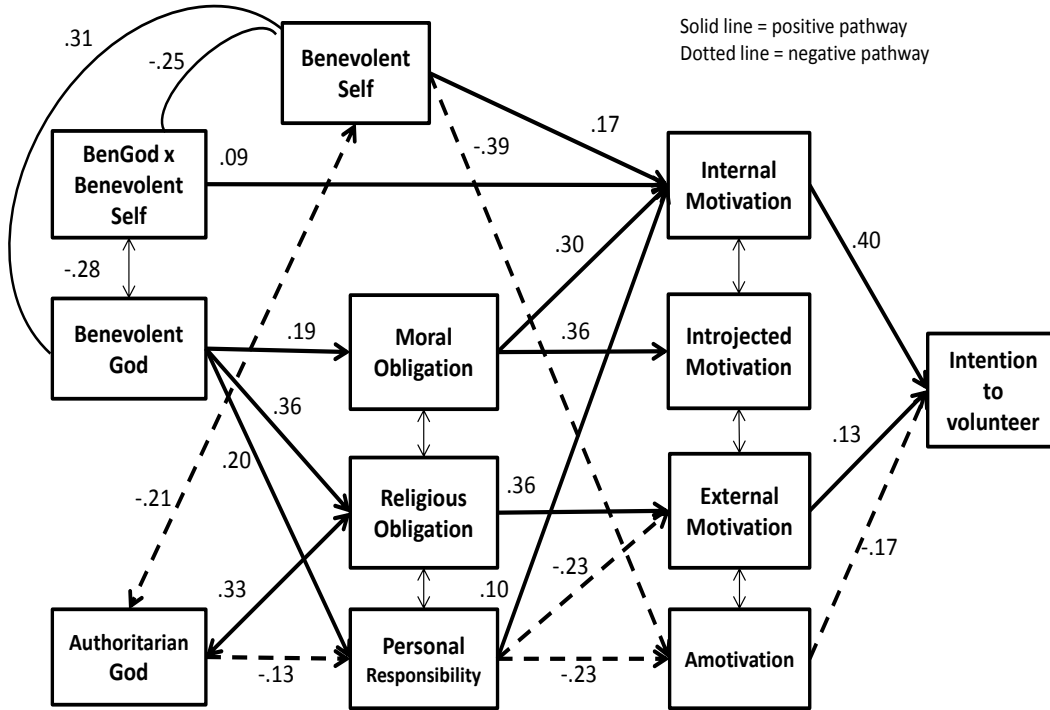 .31
Solid line = positive pathway
Dotted line = negative pathway
-.25
Benevolent
Self
.17
-.39
BenGod x
Benevolent
Self
.09
Internal
Motivation
.30
.40
-.28
Benevolent
God
.19
Moral
Obligation
.36
Introjected
Motivation
Intention
to
volunteer
.36
.20
.13
-.21
Religious
Obligation
.36
External
Motivation
-.17
.33
-.23
.10
Authoritarian
God
-.13
Personal
Responsibility
-.23
Amotivation